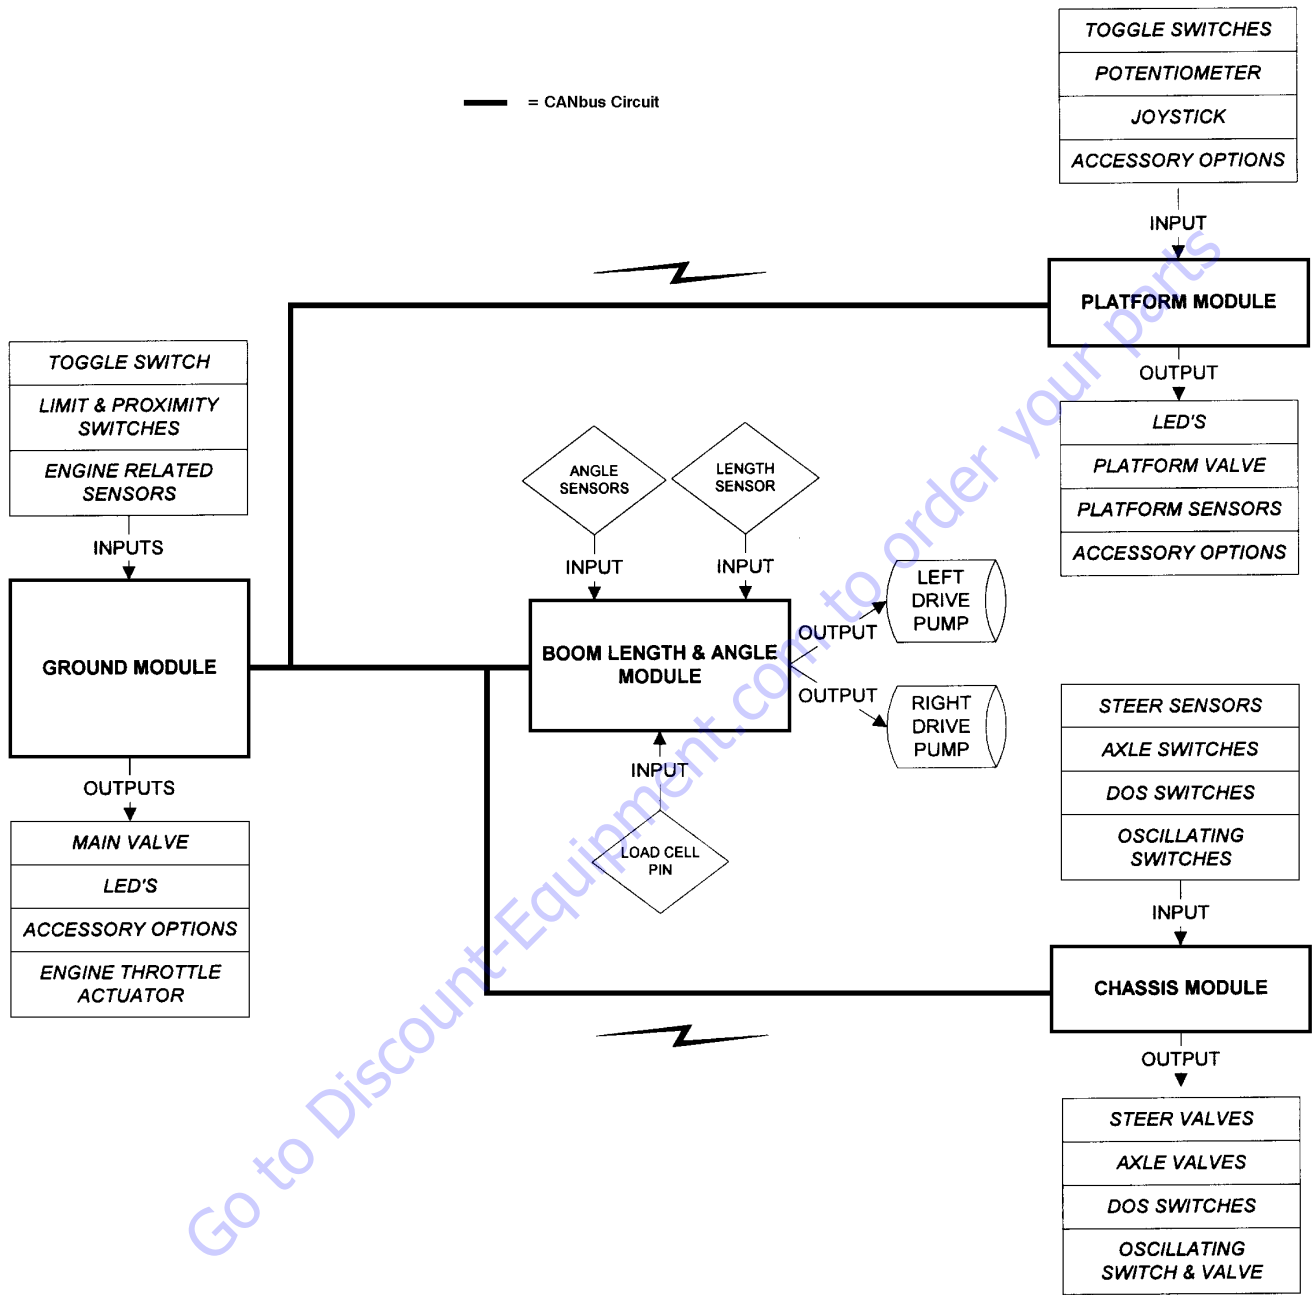 = CANbus Circuit
TOGGLE SWITCHES
POTENTIOMETER
JOYSTICK
ACCESSORY OPTIONS
INPUT
PLATFORM MODULE
OUTPUT
LED'S
PLATFORM VALVE
PLATFORM SENSORS
ACCESSORY OPTIONS
TOGGLE SWITCH
LIMIT & PROXIMITY
SWITCHES
ENGINE RELATED
SENSORS
INPUTS
GROUND MODULE
OUTPUTS
MAIN VALVE
LED'S
ACCESSORY OPTIONS
ENGINE THROTTLE
ACTUATOR
ANGLE
SENSORS
INPUT
LENGTH
SENSOR
INPUT
BOOM LENGTH & ANGLE
MODULE
OUTPUT
LEFT
DRIVE
PUMP
OUTPUT
RIGHT
DRIVE
PUMP
INPUT
LOAD CELL
PIN
STEER SENSORS
AXLE SWITCHES
DOS SWITCHES
OSCILLATING
SWITCHES
INPUT
CHASSIS MODULE
OUTPUT
STEER VALVES
AXLE VALVES
DOS SWITCHES
OSCILLATING
SWITCH & VALVE
Go to Discount-Equipment.com to order your parts